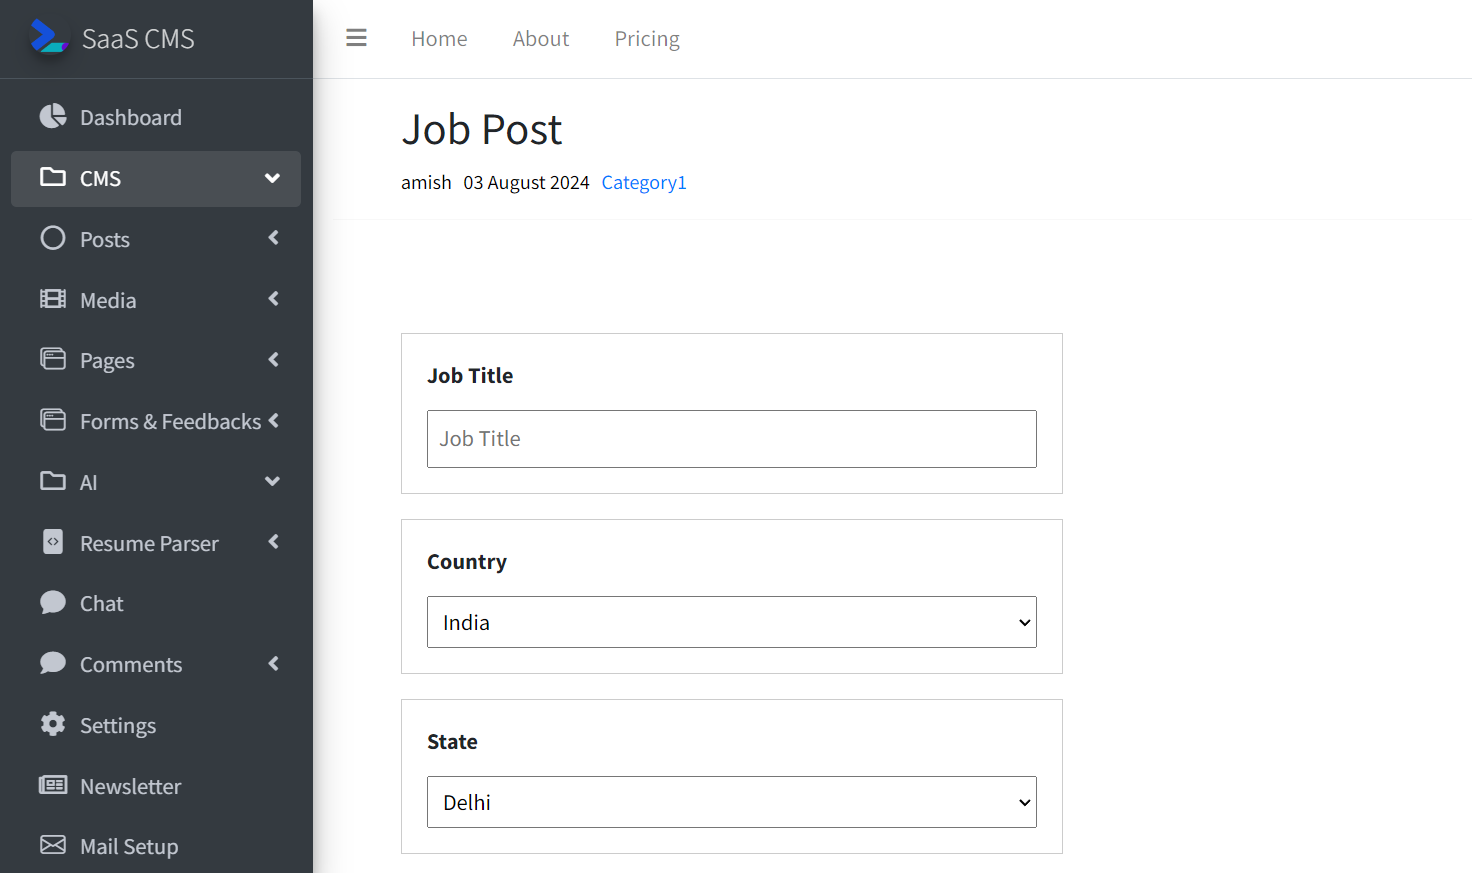 SaaS CMS
Home About Pricing
Dashboard
CMS
Posts
Media
Pages
Forms & Feedbacks
AI
Resume Parser
Chat
Comments
Settings
Newsletter
Mail Setup
Job Post
amish 03 August 2024 Category1
Job Title
Job Title
Country
India
State
Delhi